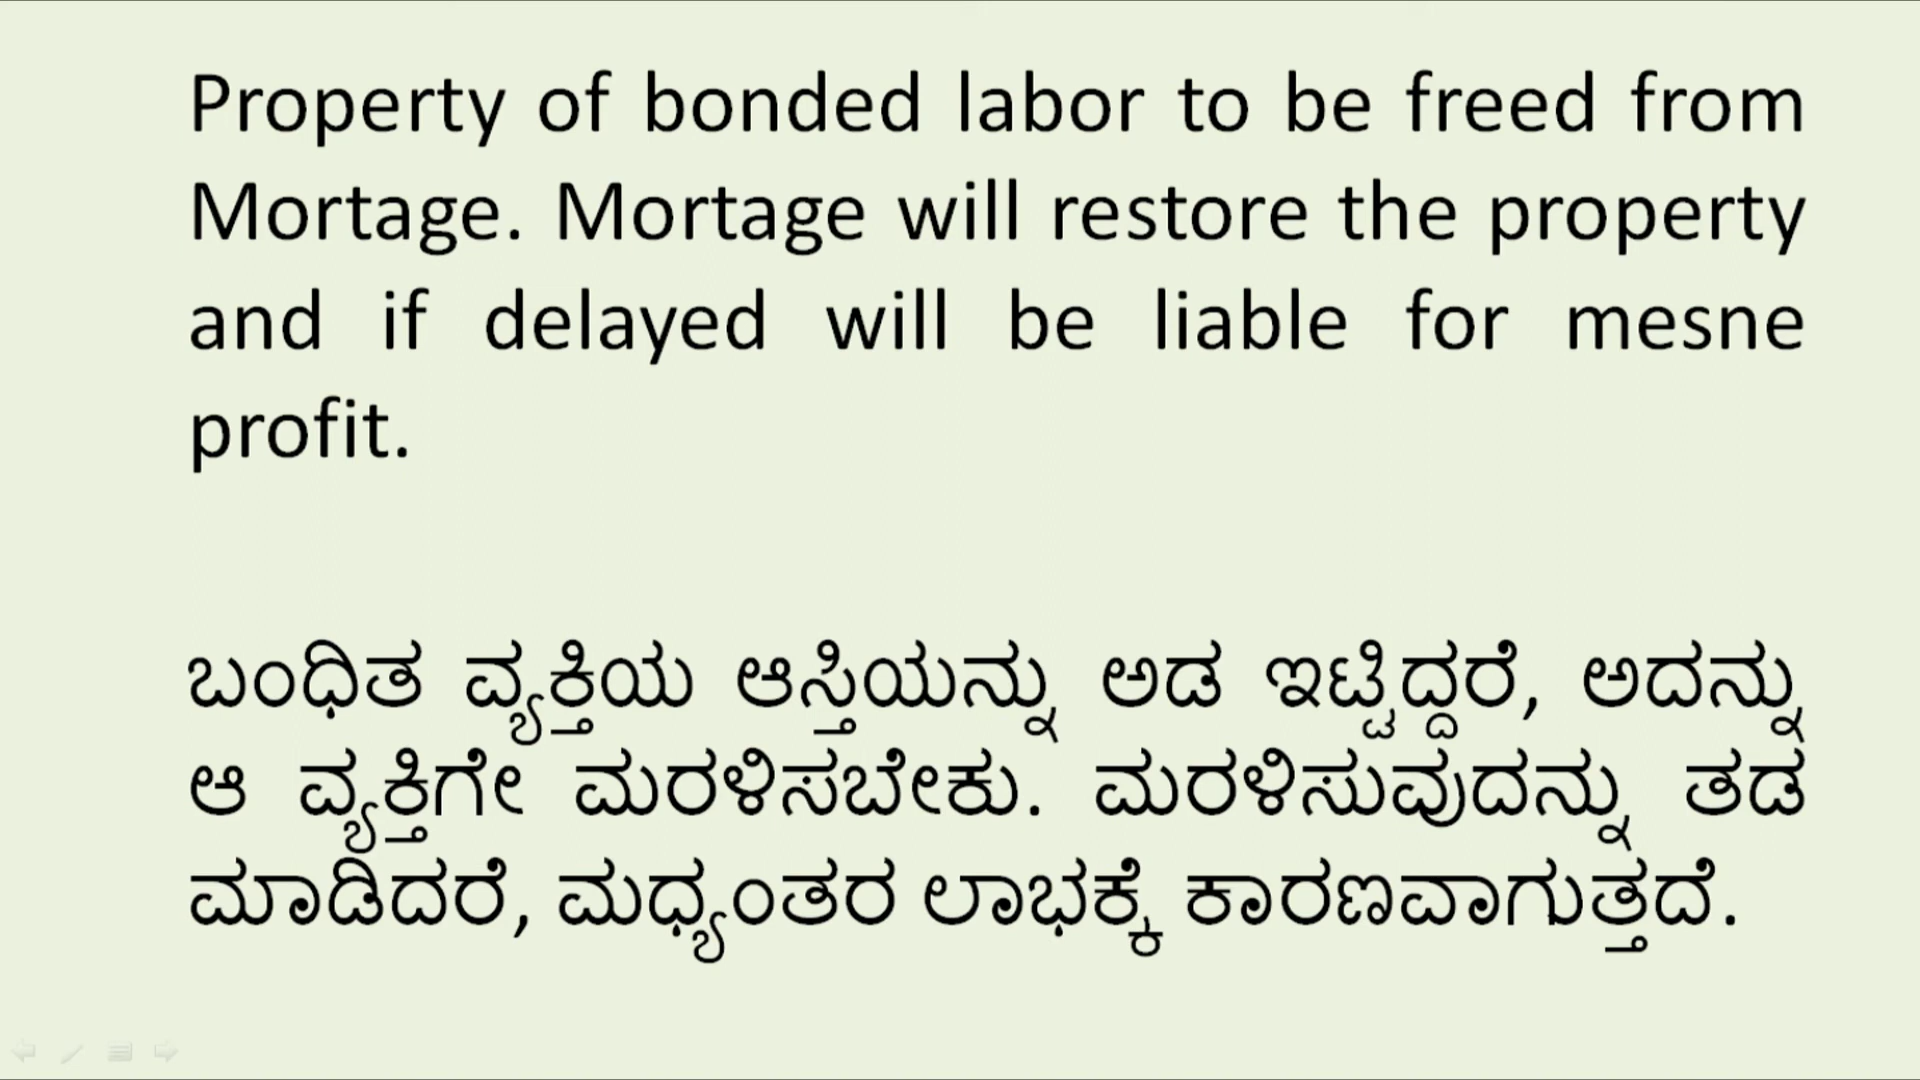 Property of bonded labor to be freed from
Mortage. Mortage will restore the property
and if delayed will be liable for mesne
profit.
ಬಂಧಿತ ವ್ಯಕ್ತಿಯ ಆಸ್ತಿಯನ್ನು ಅಡ ಇಟ್ಟಿದ್ದರೆ, ಅದನ್ನು
ಆ ವ್ಯಕ್ತಿಗೇ ಮರಳಿಸಬೇಕು. ಮರಳಿಸುವುದನ್ನು ತಡ
ಮಾಡಿದರೆ, ಮಧ್ಯಂತರ ಲಾಭಕ್ಕೆ ಕಾರಣವಾಗುತ್ತದೆ.